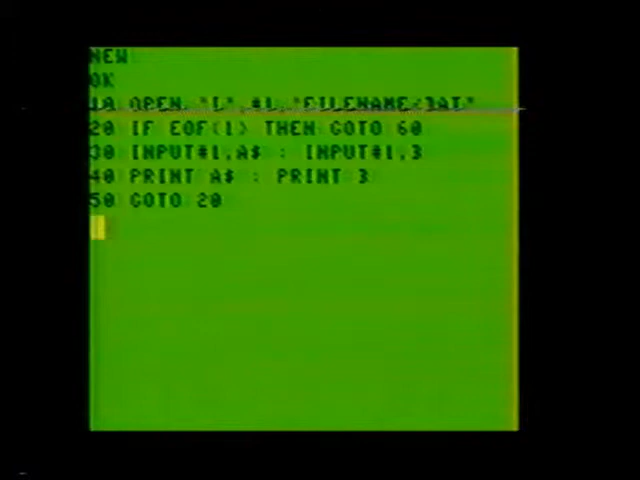 NEW
OK
10 OPEN "I",#1,"FILENAME/DAT"
20 IF EOF(1) THEN GOTO 60
30 INPUT#1,A$ : INPUT#1,B
40 PRINT A$ : PRINT B
50 GOTO 20